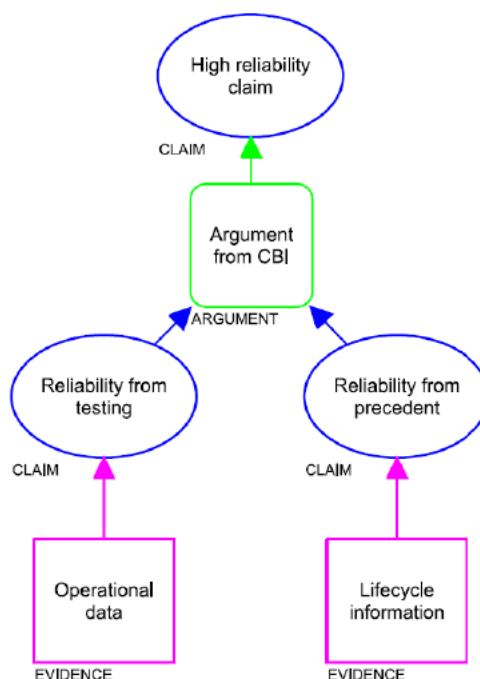 High reliability
claim
CLAIM
Argument
from CBI
ARGUMENT
Reliability from
testing
CLAIM
Reliability from
precedent
CLAIM
Operational
data
EVIDENCE
Lifecycle
information
EVIDENCE